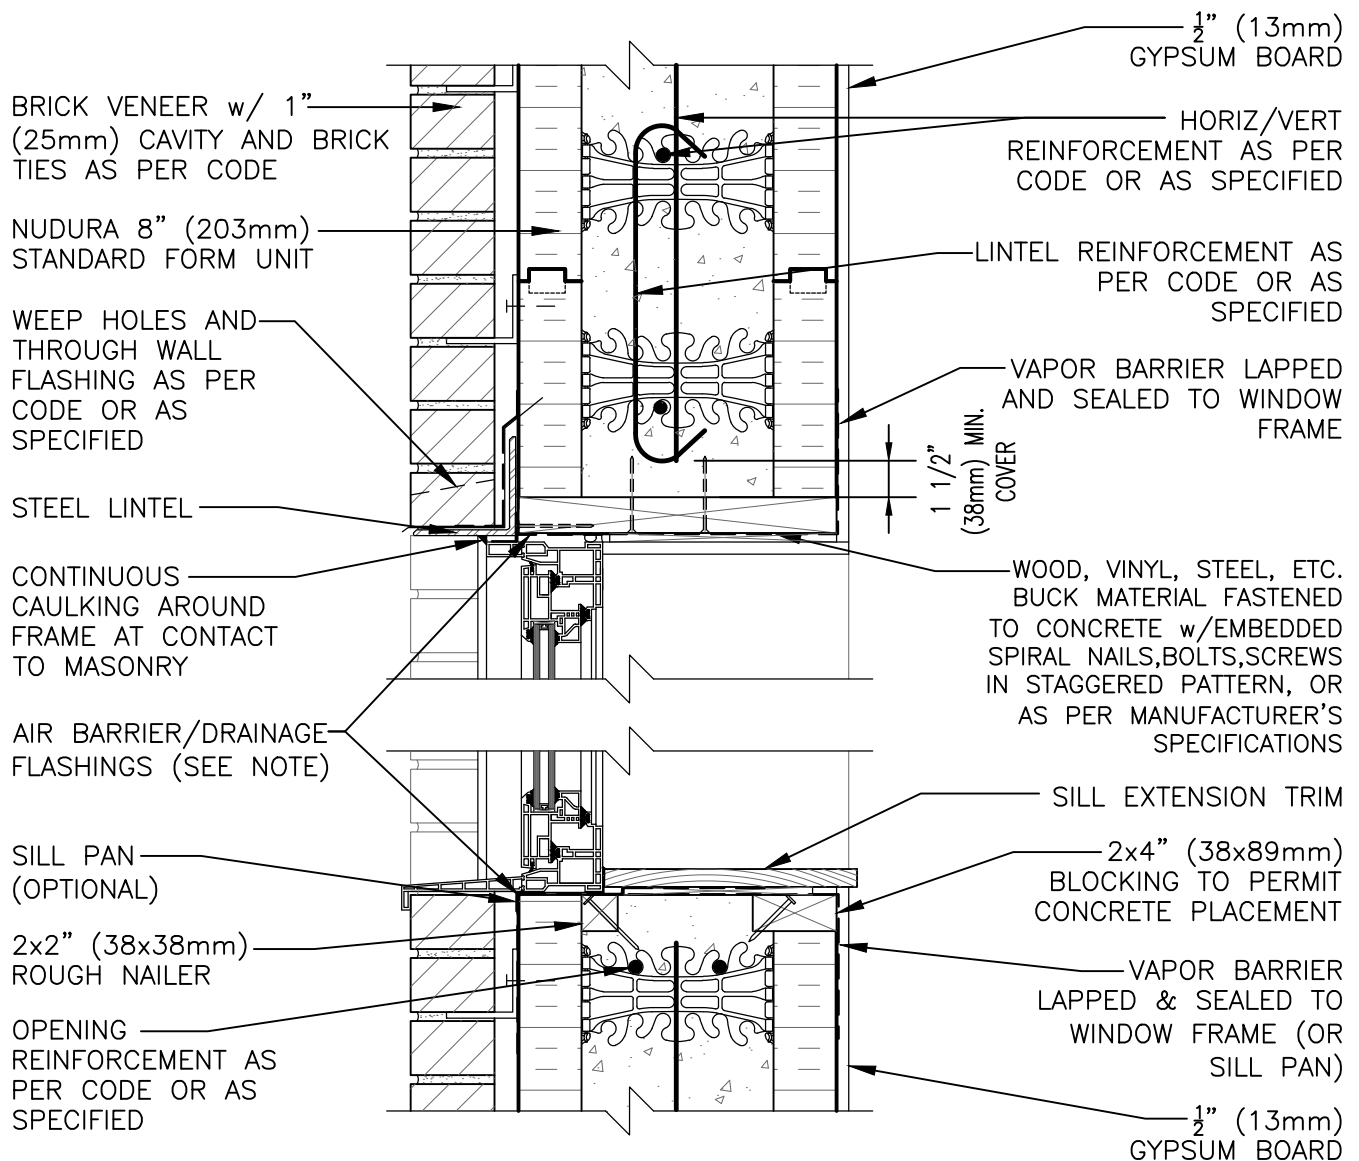 BRICK VENEER w/ 1"
(25mm) CAVITY AND BRICK
TIES AS PER CODE
NUDURA 8" (203mm)
STANDARD FORM UNIT
WEEP HOLES AND
THROUGH WALL
FLASHING AS PER
CODE OR AS
SPECIFIED
STEEL LINTEL
CONTINUOUS
CAULKING AROUND
FRAME AT CONTACT
TO MASONRY
AIR BARRIER/DRAINAGE
FLASHINGS (SEE NOTE)
SILL PAN
(OPTIONAL)
2x2" (38x38mm)
ROUGH NAILER
OPENING
REINFORCEMENT AS
PER CODE OR AS
SPECIFIED
½" (13mm)
GYPSUM BOARD
HORIZ/VERT
REINFORCEMENT AS PER
CODE OR AS SPECIFIED
LINTEL REINFORCEMENT AS
PER CODE OR AS
SPECIFIED
VAPOR BARRIER LAPPED
AND SEALED TO WINDOW
FRAME
1 1/2"
(38mm) MIN.
COVER
WOOD, VINYL, STEEL, ETC.
BUCK MATERIAL FASTENED
TO CONCRETE w/EMBEDDED
SPIRAL NAILS,BOLTS,SCREWS
IN STAGGERED PATTERN, OR
AS PER MANUFACTURER'S
SPECIFICATIONS
SILL EXTENSION TRIM
2x4" (38x89mm)
BLOCKING TO PERMIT
CONCRETE PLACEMENT
VAPOR BARRIER
LAPPED & SEALED TO
WINDOW FRAME (OR
SILL PAN)
½" (13mm)
GYPSUM BOARD